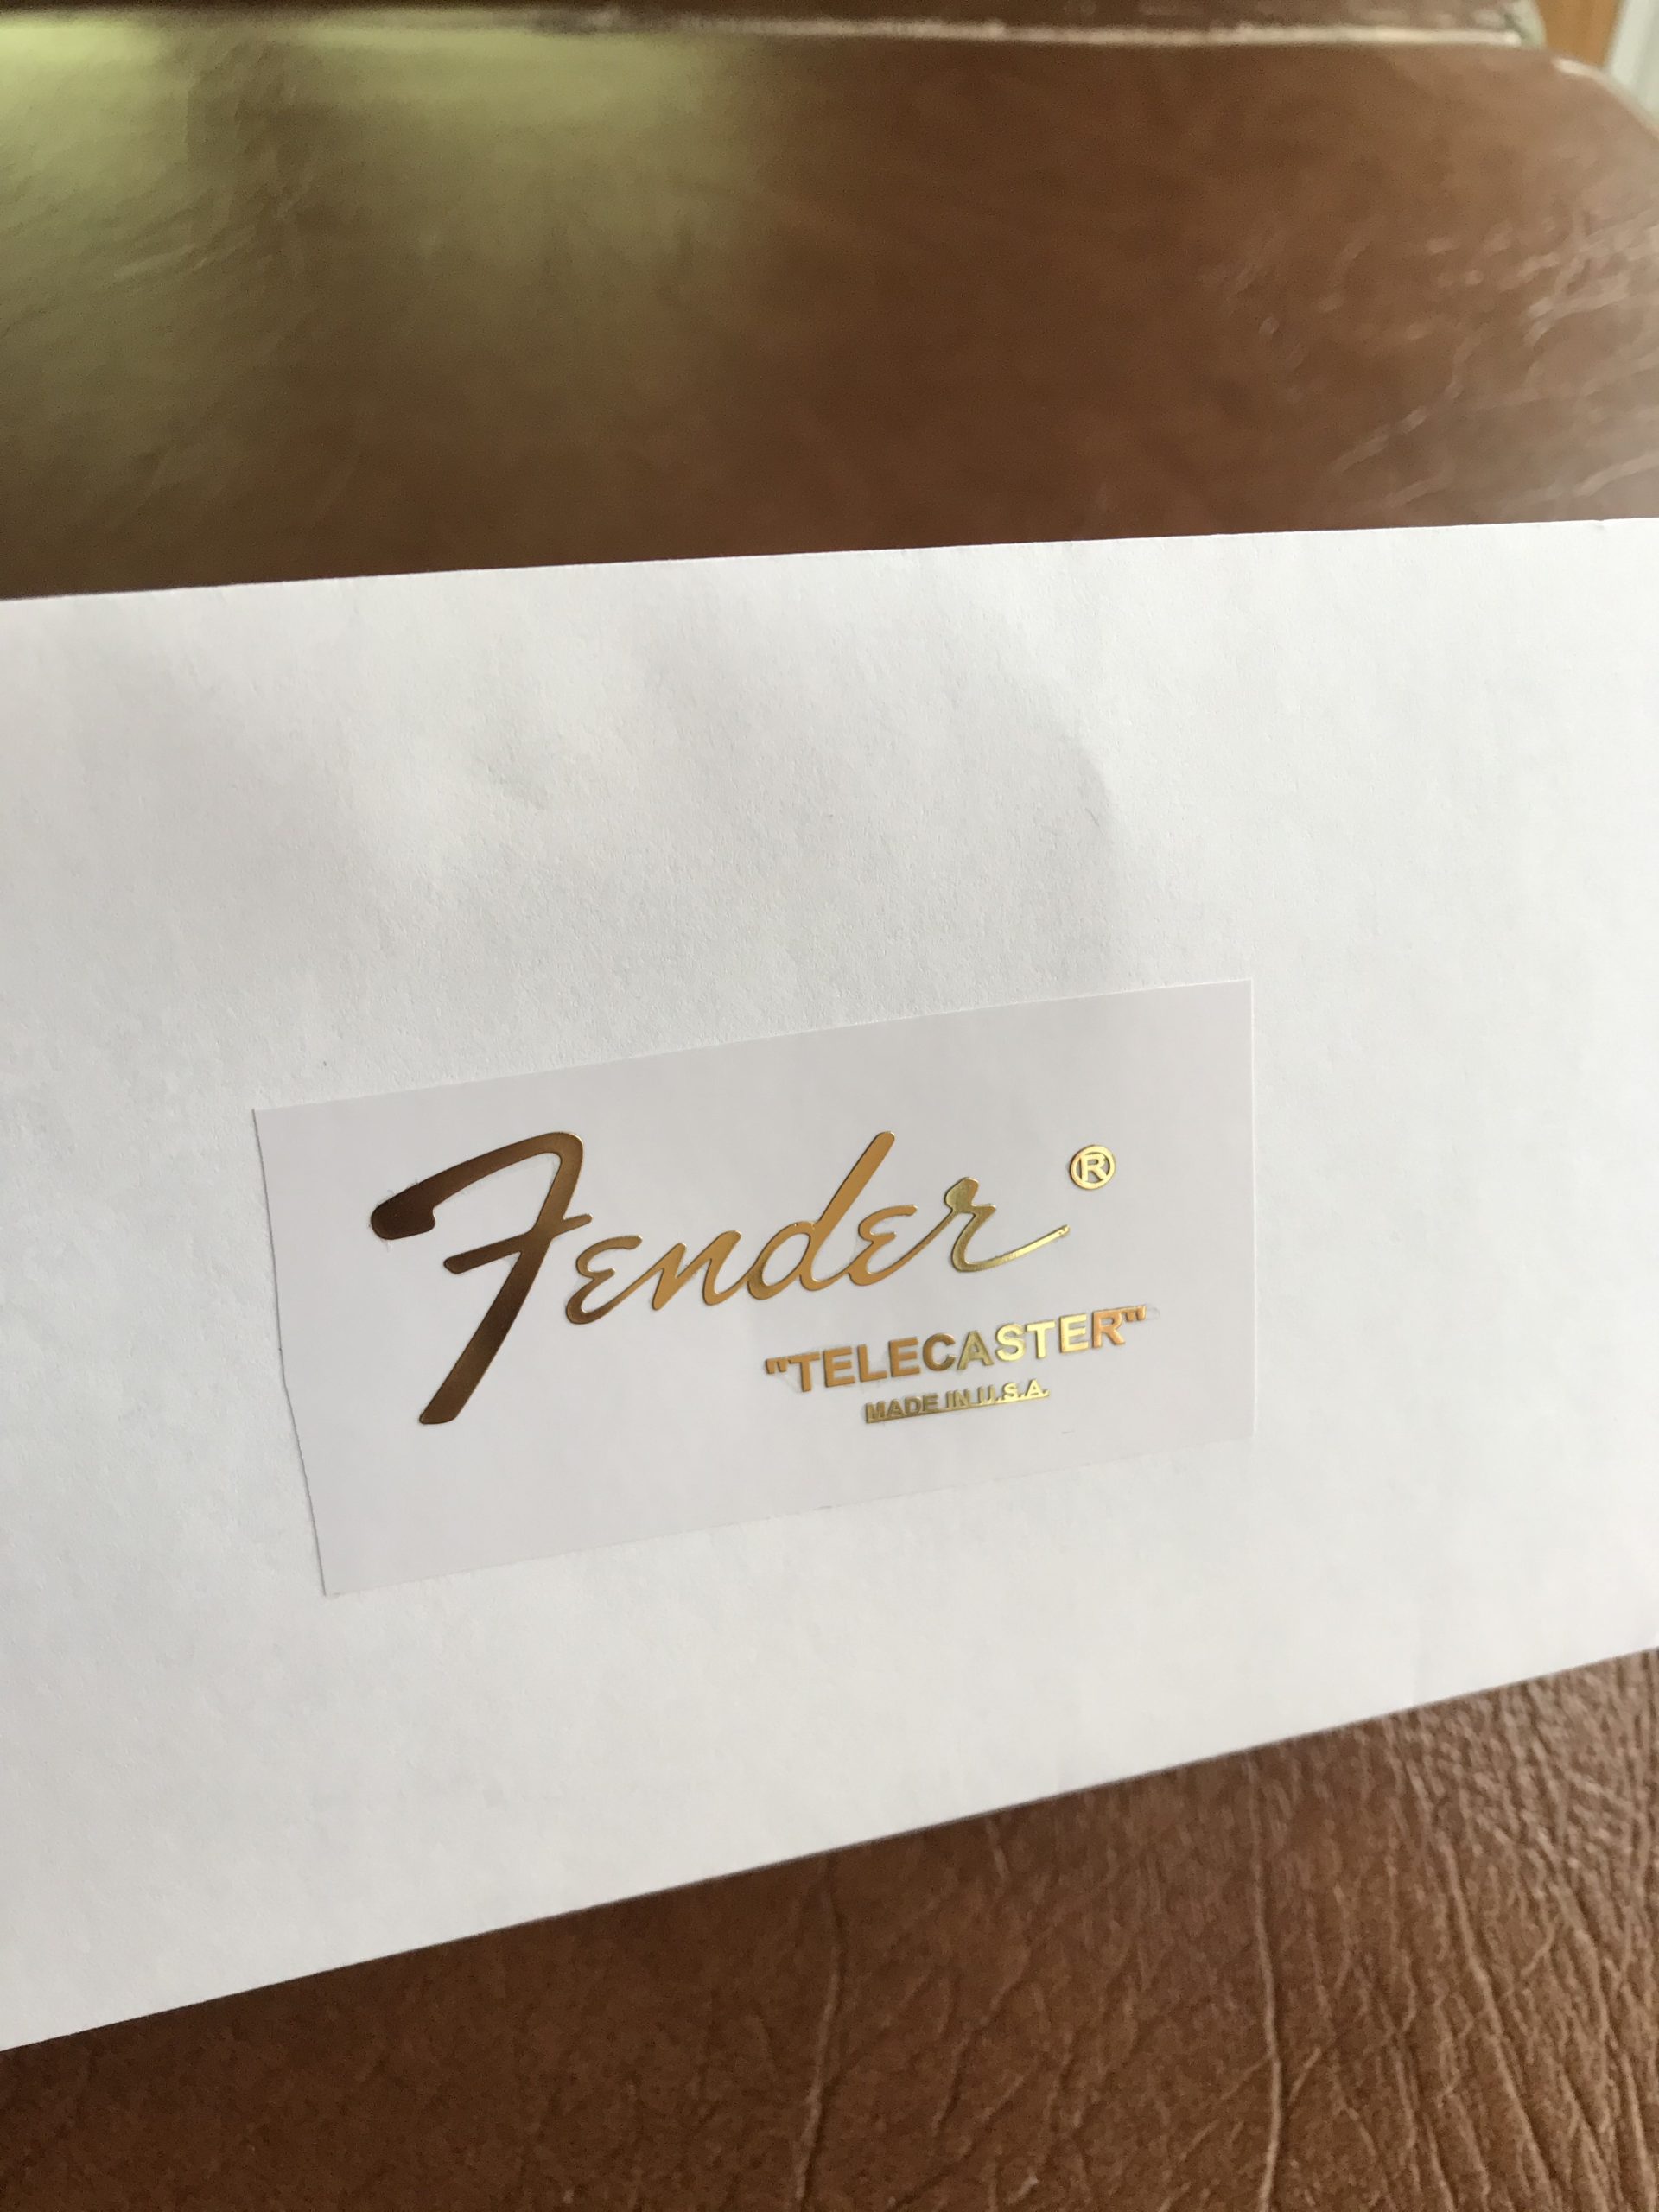 Fender ®
"TELECASTER"
MADE IN U.S.A.